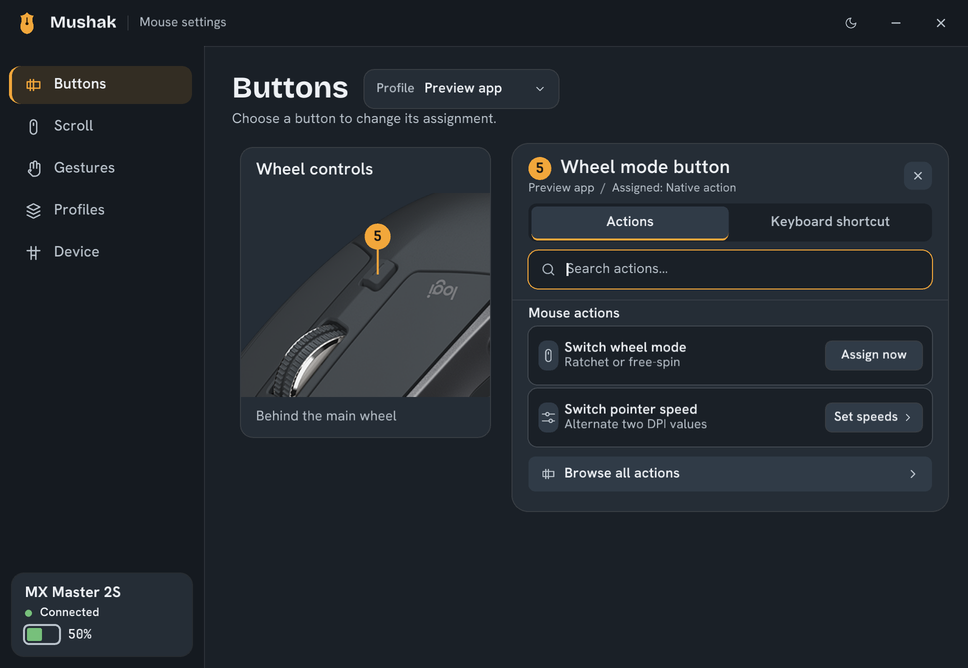 Mushak
Mouse settings
Buttons
Scroll
Gestures
Profiles
Device
MX Master 2S
Connected
50%
Buttons
Profile Preview app
Choose a button to change its assignment.
Wheel controls
5
logi
Behind the main wheel
5 Wheel mode button
Preview app / Assigned: Native action
Actions
Keyboard shortcut
Search actions...
Mouse actions
Switch wheel mode
Ratchet or free-spin
Assign now
Switch pointer speed
Alternate two DPI values
Set speeds
Browse all actions